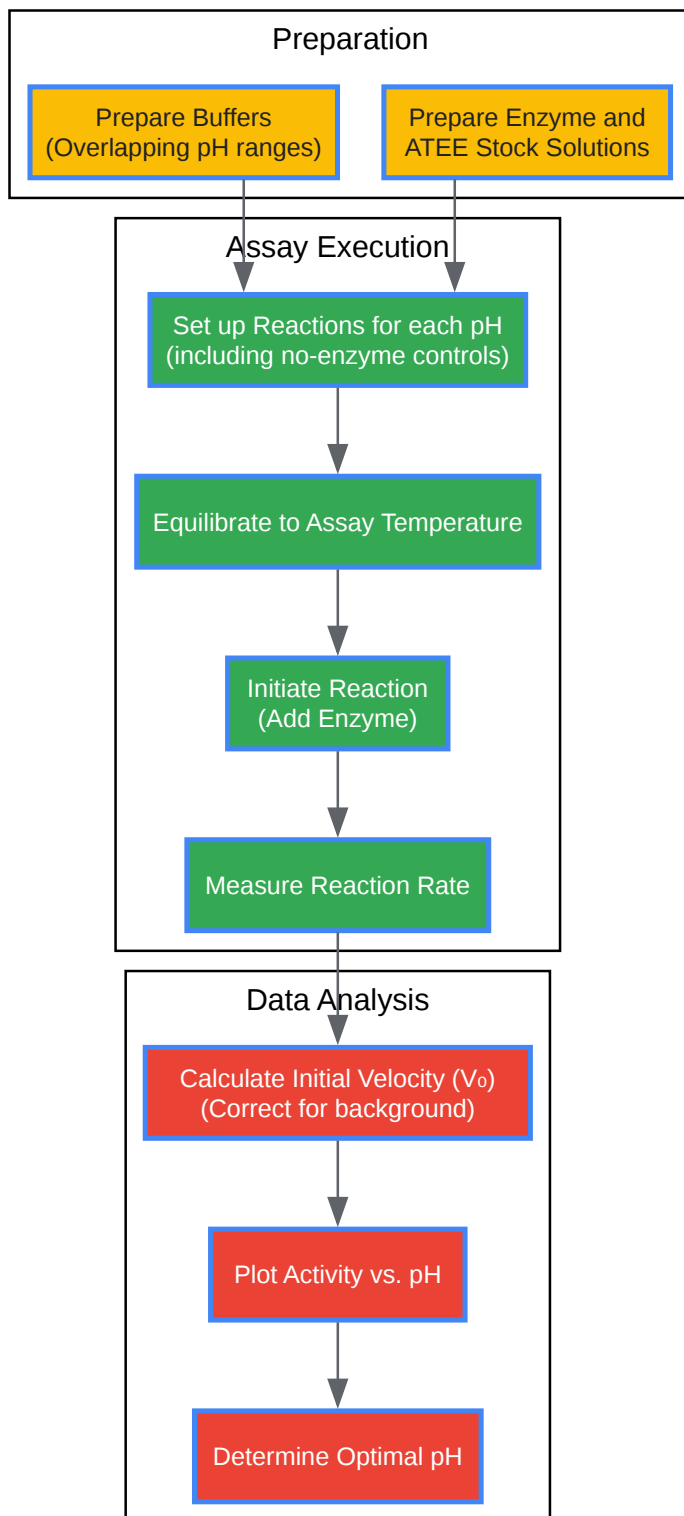 Preparation
Prepare Buffers
(Overlapping pH ranges)
Prepare Enzyme and
ATEE Stock Solutions
Assay Execution
Set up Reactions for each pH
(including no-enzyme controls)
Equilibrate to Assay Temperature
Initiate Reaction
(Add Enzyme)
Measure Reaction Rate
Data Analysis
Calculate Initial Velocity (V₀)
(Correct for background)
Plot Activity vs. pH
Determine Optimal pH